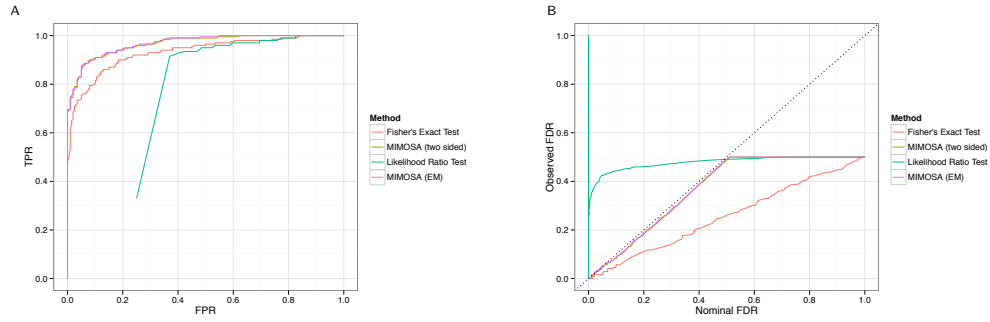 A
TPR
1.0
0.8
0.6
0.4
0.2
0.0
0.0 0.2 0.4 0.6 0.8 1.0
FPR
Method
Fisher's Exact Test
MIMOSA (two sided)
Likelihood Ratio Test
MIMOSA (EM)
B
Observed FDR
1.0
0.8
0.6
0.4
0.2
0.0
0.0 0.2 0.4 0.6 0.8 1.0
Nominal FDR
Method
Fisher's Exact Test
MIMOSA (two sided)
Likelihood Ratio Test
MIMOSA (EM)